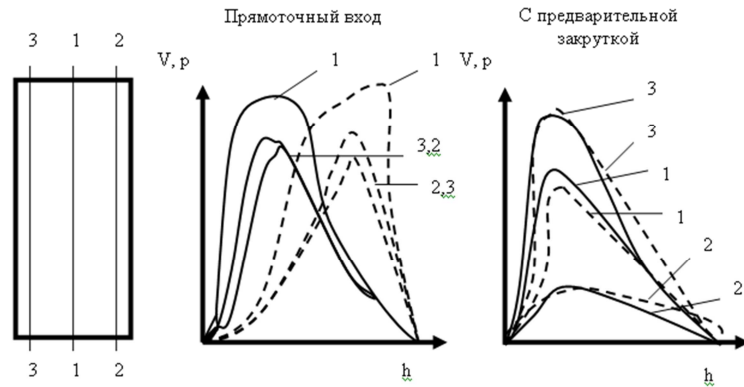 Прямоточный вход
С предварительной
закруткой
3 1 2
V, p
1
1
3,2
2,3
h
V, p
3
3
1
1
2
2
h
3 1 2